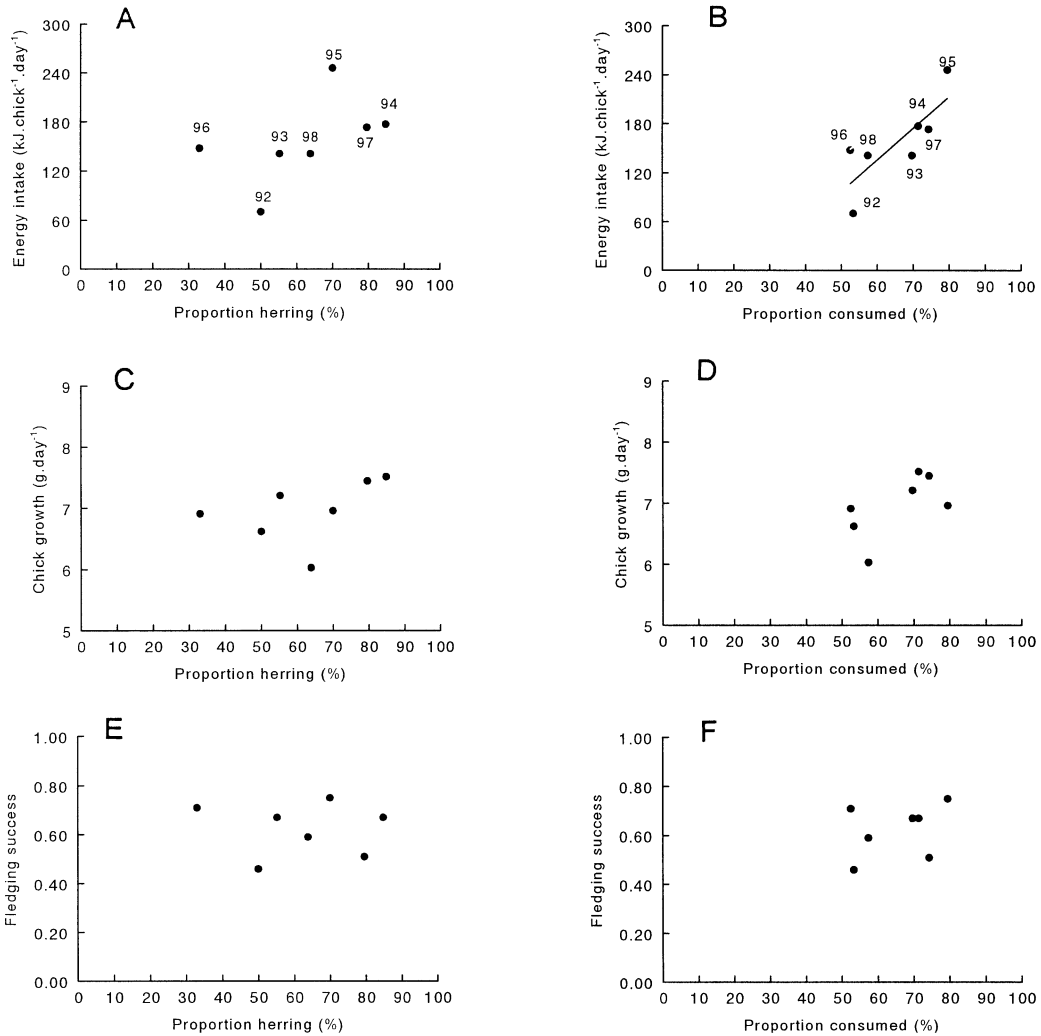 A
Energy intake (kJ.chick⁻¹.day⁻¹)
300
240
180
120
60
0
95
94
96
93
98
97
92
0 10 20 30 40 50 60 70 80 90 100
Proportion herring (%)
B
Energy intake (kJ.chick⁻¹.day⁻¹)
300
240
180
120
60
0
95
94
96
98
97
93
92
0 10 20 30 40 50 60 70 80 90 100
Proportion consumed (%)
C
Chick growth (g.day⁻¹)
9
8
7
6
5
0 10 20 30 40 50 60 70 80 90 100
Proportion herring (%)
D
Chick growth (g.day⁻¹)
9
8
7
6
5
0 10 20 30 40 50 60 70 80 90 100
Proportion consumed (%)
E
Fledging success
1.00
0.80
0.60
0.40
0.20
0.00
0 10 20 30 40 50 60 70 80 90 100
Proportion herring (%)
F
Fledging success
1.00
0.80
0.60
0.40
0.20
0.00
0 10 20 30 40 50 60 70 80 90 100
Proportion consumed (%)